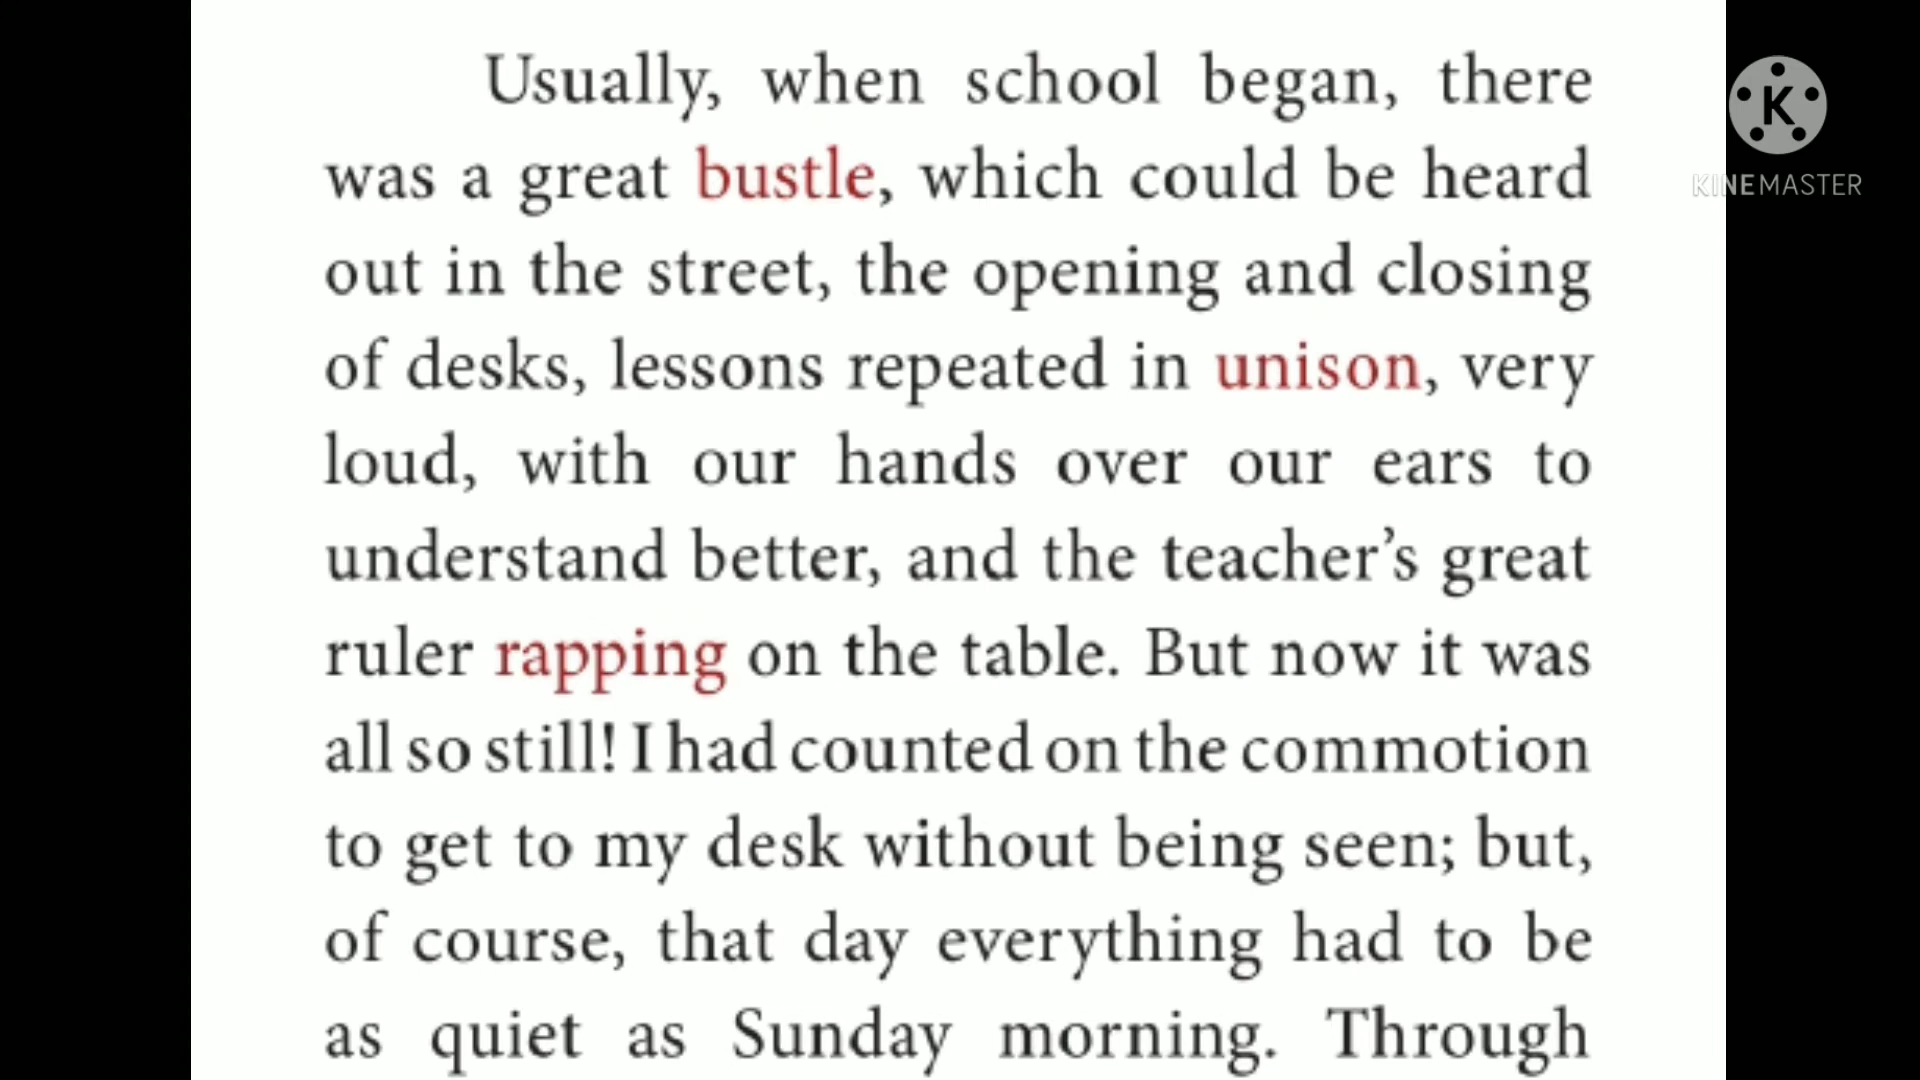 Usually, when school began, there
was a great bustle, which could be heard
out in the street, the opening and closing
of desks, lessons repeated in unison, very
loud, with our hands over our ears to
understand better, and the teacher’s great
ruler rapping on the table. But now it was
all so still! I had counted on the commotion
to get to my desk without being seen; but,
of course, that day everything had to be
as quiet as Sunday morning. Through
K
KINEMASTER